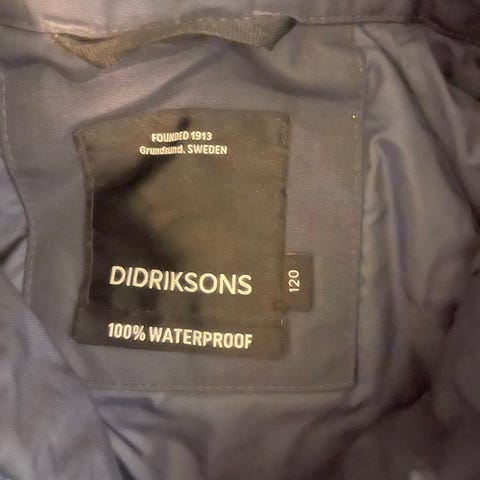 FOUNDED 1913
Grundsund, SWEDEN
DIDRIKSONS
120
100% WATERPROOF